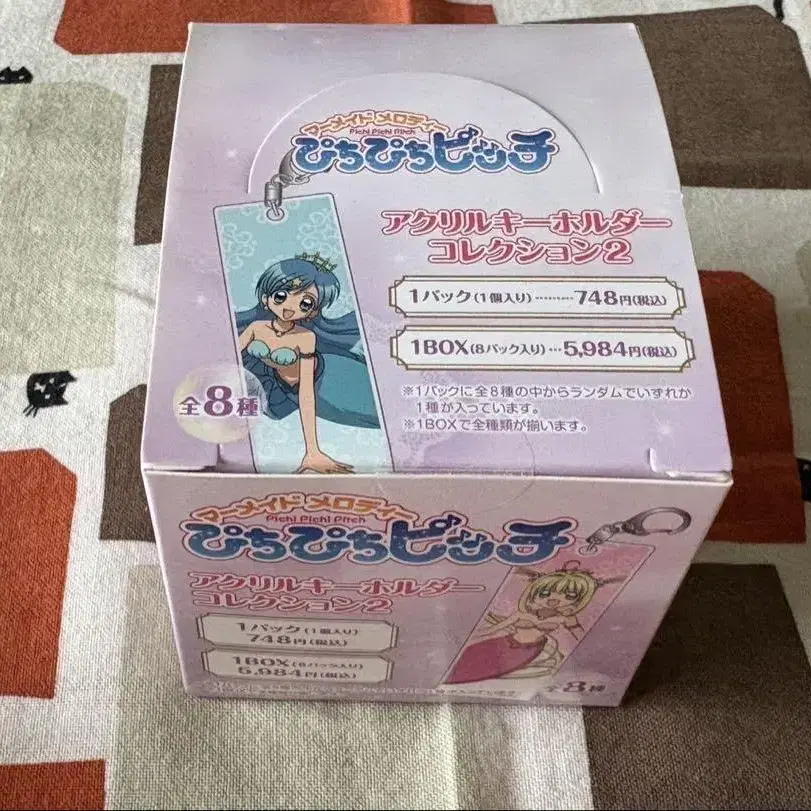 マーメイド メロディー
Pichi Pichi Pitch
ぴちぴちピッチ
アクリルキーホルダー
コレクション2
1パック(1個入り)………748円(税込)
1BOX(8パック入り)…5,984円(税込)
※1パックに全8種の中からランダムでいずれか
1種が入っています。
※1BOXで全種類が揃います。
全8種
マーメイド メロディー
Pichi Pichi Pitch
ぴちぴちピッチ
アクリルキーホルダー
コレクション2
1パック(1個入り)
748円(税込)
1BOX(8パック入り)
5,984円(税込)
全8種